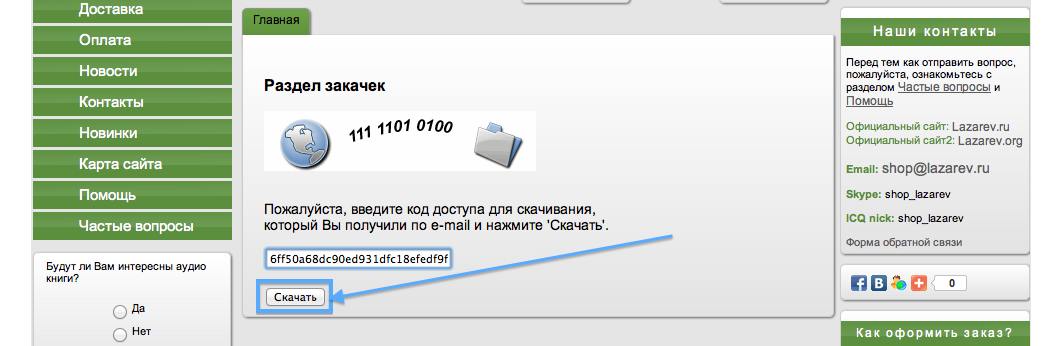 Доставка
Оплата
Новости
Контакты
Новинки
Карта сайта
Помощь
Частые вопросы
Будут ли Вам интересны аудио
книги?
Да
Нет
Главная
Раздел закачек
111 1101 0100
Пожалуйста, введите код доступа для скачивания,
который Вы получили по e-mail и нажмите 'Скачать'.
6ff50a68dc90ed931dfc18efedf9f
Скачать
Наши контакты
Перед тем как отправить вопрос,
пожалуйста, ознакомьтесь с
разделом Частые вопросы и
Помощь
Официальный сайт: Lazarev.ru
Официальный сайт2: Lazarev.org
Email: shop@lazarev.ru
Skype: shop_lazarev
ICQ nick: shop_lazarev
Форма обратной связи
0
Как оформить заказ?